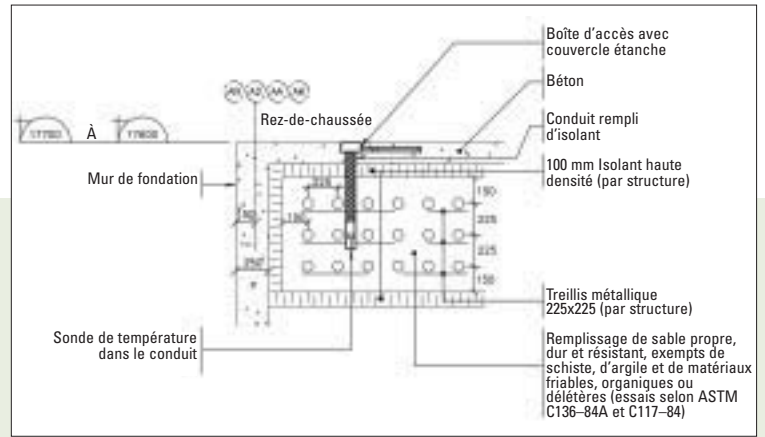 Boîte d'accès avec
couvercle étanche
Béton
Rez-de-chaussée
17700
À
17800
Conduit rempli
d'isolant
100 mm Isolant haute
densité (par structure)
Mur de fondation
225
150
225
225
150
Treillis métallique
225x225 (par structure)
Sonde de température
dans le conduit
Remplissage de sable propre,
dur et résistant, exempts de
schiste, d'argile et de matériaux
friables, organiques ou
délétères (essais selon ASTM
C136–84A et C117–84)